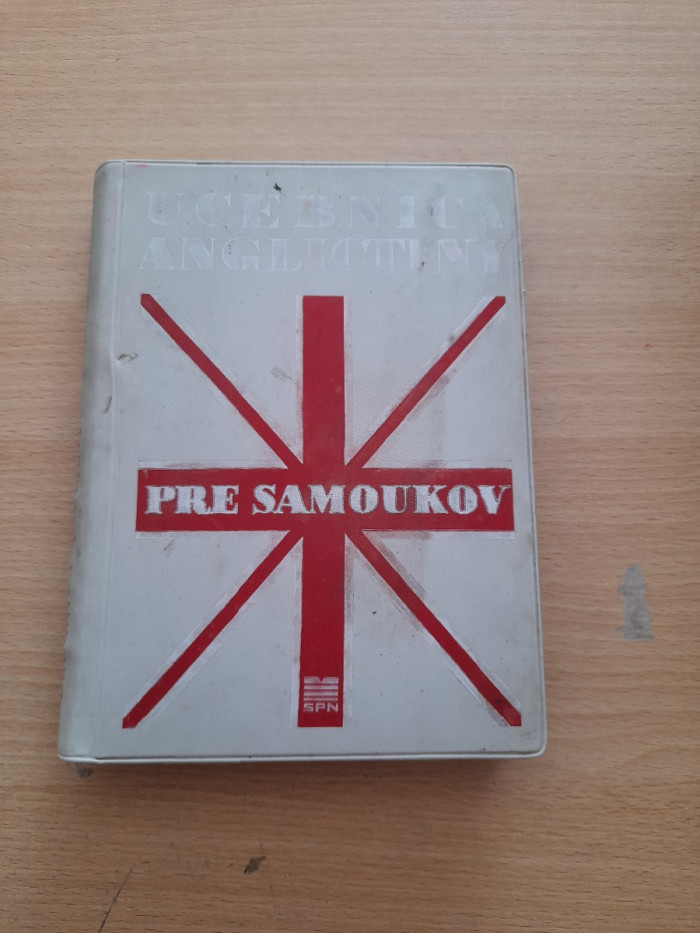 UČEBNICA
ANGLIČTINY
PRE SAMOUKOV
SPN